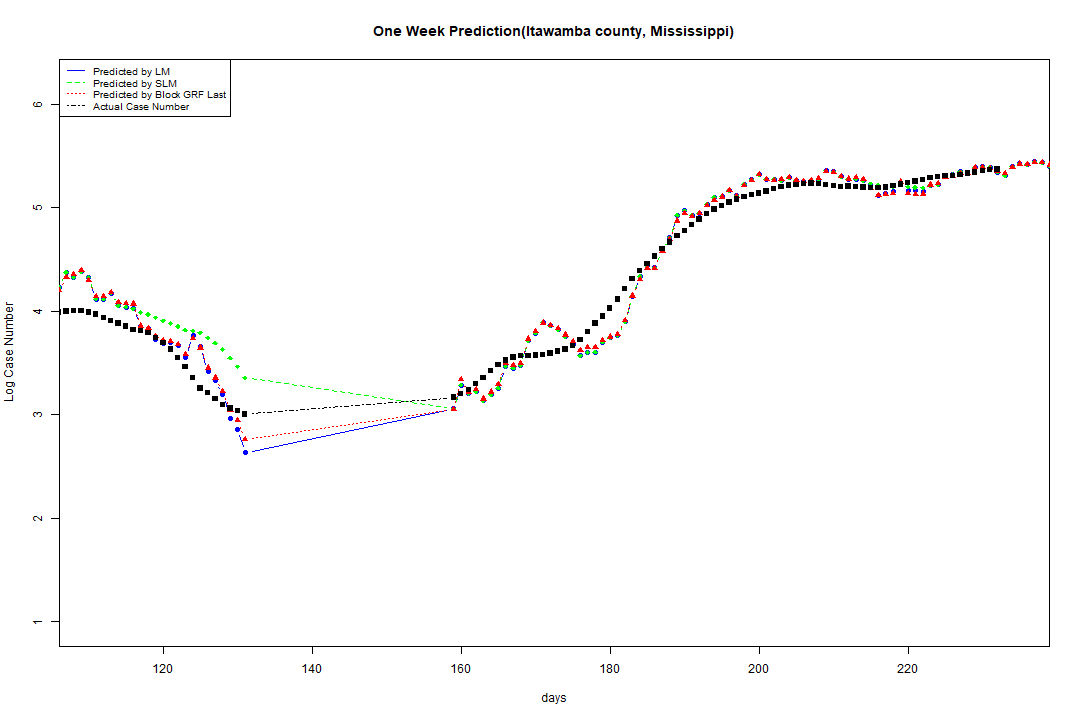 One Week Prediction(Itawamba county, Mississippi)
Predicted by LM
Predicted by SLM
Predicted by Block GRF Last
Actual Case Number
Log Case Number
6
5
4
3
2
1
120 140 160 180 200 220
days